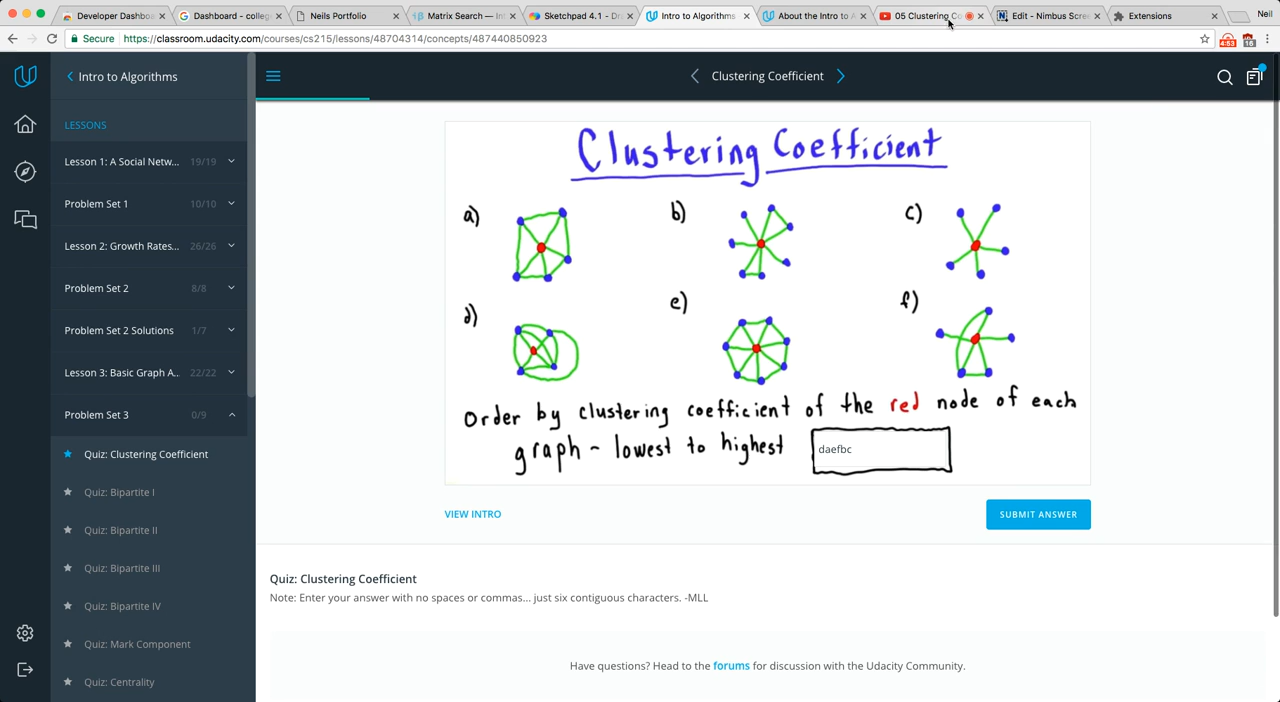 Developer Dashboa
Dashboard - colleg
Neils Portfolio
Matrix Search — Int
Sketchpad 4.1 - Dra
Intro to Algorithms
About the Intro to A
05 Clustering Co
Edit - Nimbus Scre
Extensions
Neil
Secure https://classroom.udacity.com/courses/cs215/lessons/48704314/concepts/487440850923
4:53
16
Intro to Algorithms
Clustering Coefficient
LESSONS
Lesson 1: A Social Netw... 19/19
Problem Set 1 10/10
Lesson 2: Growth Rates... 26/26
Problem Set 2 8/8
Problem Set 2 Solutions 1/7
Lesson 3: Basic Graph A... 22/22
Problem Set 3 0/9
Quiz: Clustering Coefficient
Quiz: Bipartite I
Quiz: Bipartite II
Quiz: Bipartite III
Quiz: Bipartite IV
Quiz: Mark Component
Quiz: Centrality
Clustering Coefficient
a) b) c)
d) e) f)
Order by clustering coefficient of the red node of each
graph - lowest to highest daefbc
VIEW INTRO
SUBMIT ANSWER
Quiz: Clustering Coefficient
Note: Enter your answer with no spaces or commas... just six contiguous characters. -MLL
Have questions? Head to the forums for discussion with the Udacity Community.